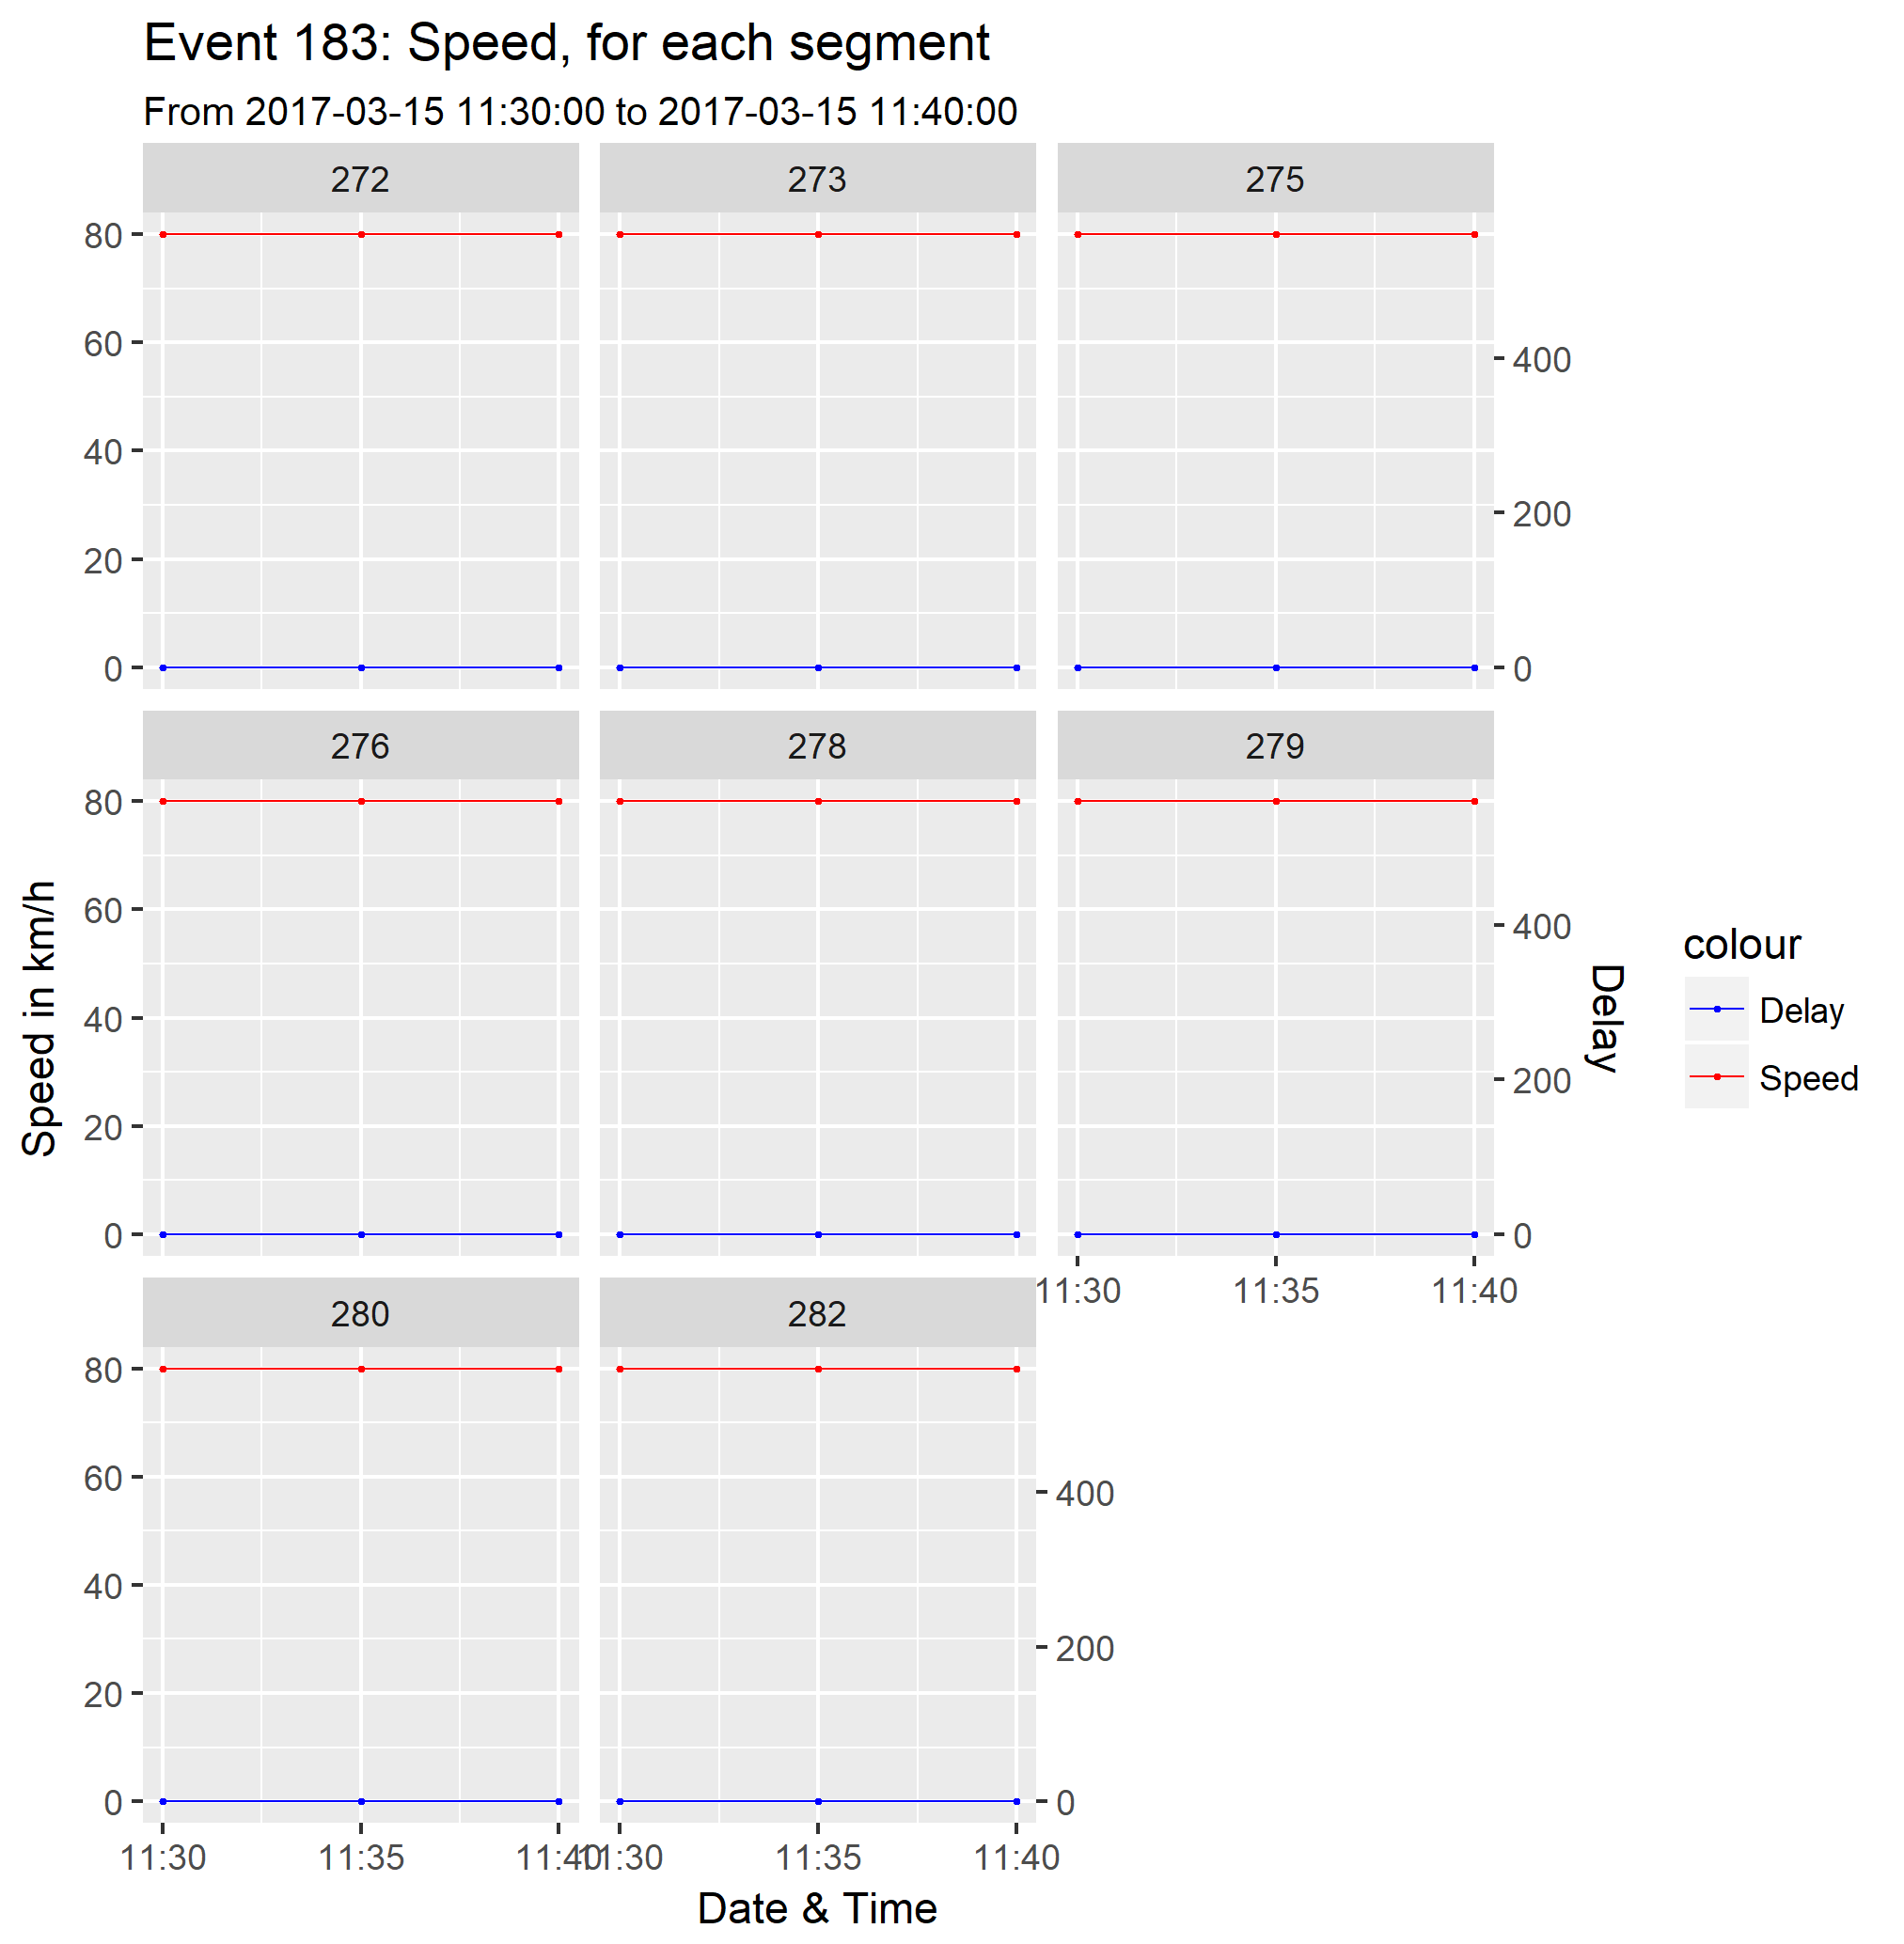 Event 183: Speed, for each segment
From 2017-03-15 11:30:00 to 2017-03-15 11:40:00
272 273 275
80
60
40
20
0
400
200
0
276 278 279
80
60
40
20
0
400
200
0
11:30 11:35 11:40
280 282
80
60
40
20
0
400
200
0
11:30 11:35 11:40 11:30 11:35 11:40
Date & Time
Speed in km/h
Delay
colour
Delay
Speed